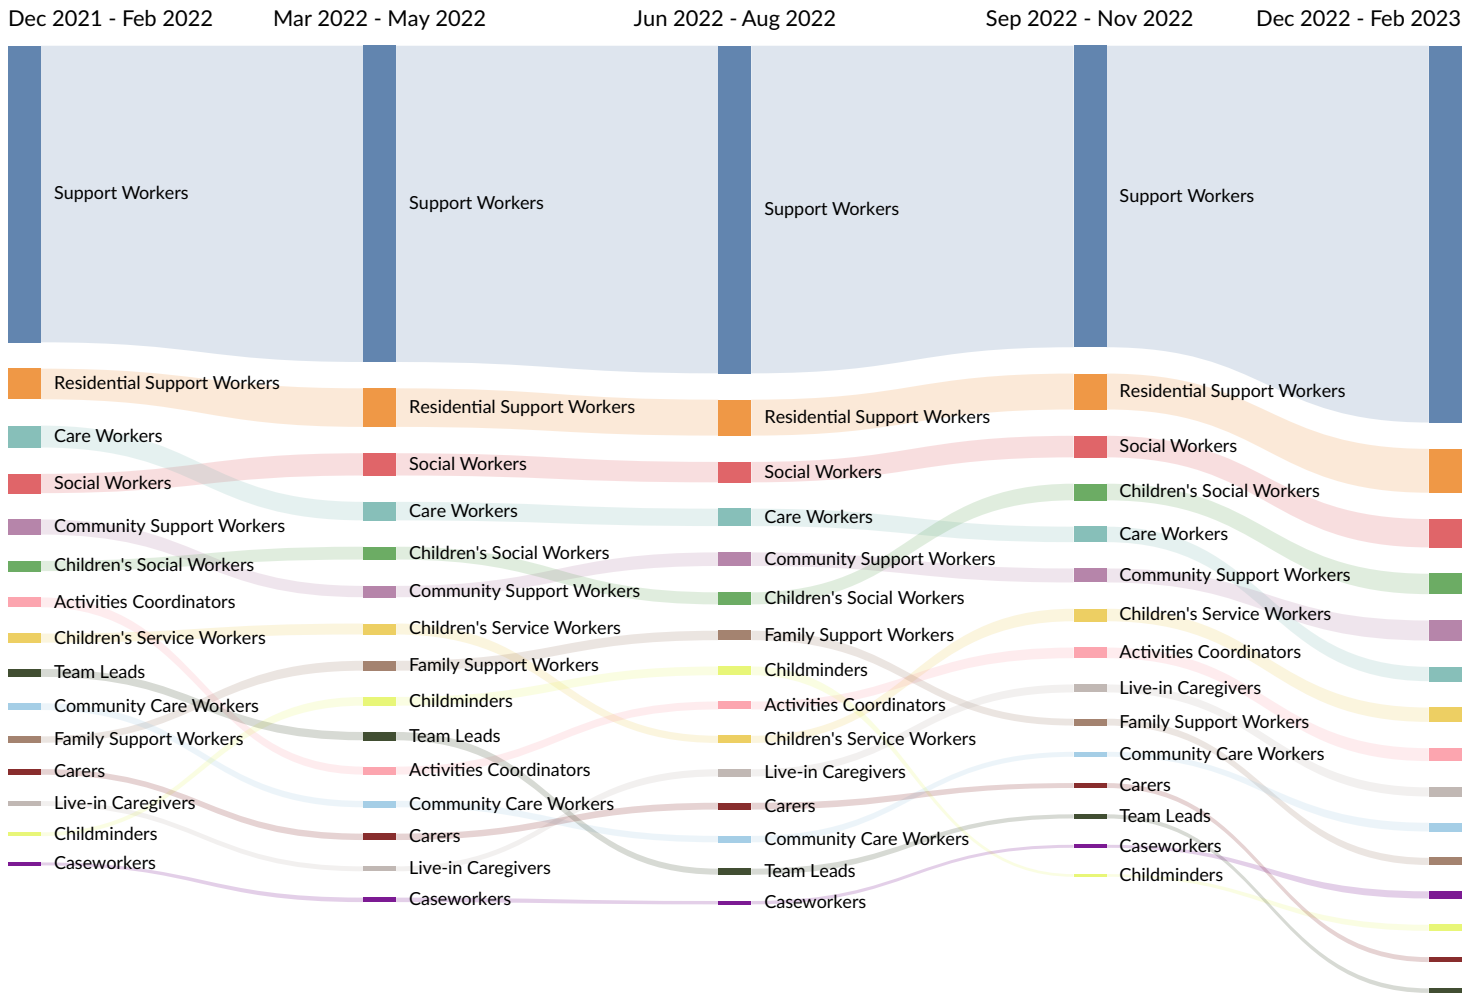 Dec 2021 - Feb 2022
Mar 2022 - May 2022
Jun 2022 - Aug 2022
Sep 2022 - Nov 2022
Dec 2022 - Feb 2023
Support Workers
Residential Support Workers
Care Workers
Social Workers
Community Support Workers
Children's Social Workers
Activities Coordinators
Children's Service Workers
Team Leads
Community Care Workers
Family Support Workers
Carers
Live-in Caregivers
Childminders
Caseworkers
Support Workers
Residential Support Workers
Social Workers
Care Workers
Children's Social Workers
Community Support Workers
Children's Service Workers
Family Support Workers
Childminders
Team Leads
Activities Coordinators
Community Care Workers
Carers
Live-in Caregivers
Caseworkers
Support Workers
Residential Support Workers
Social Workers
Care Workers
Community Support Workers
Children's Social Workers
Family Support Workers
Childminders
Activities Coordinators
Children's Service Workers
Live-in Caregivers
Carers
Community Care Workers
Team Leads
Caseworkers
Support Workers
Residential Support Workers
Social Workers
Children's Social Workers
Care Workers
Community Support Workers
Children's Service Workers
Activities Coordinators
Live-in Caregivers
Family Support Workers
Community Care Workers
Carers
Team Leads
Caseworkers
Childminders